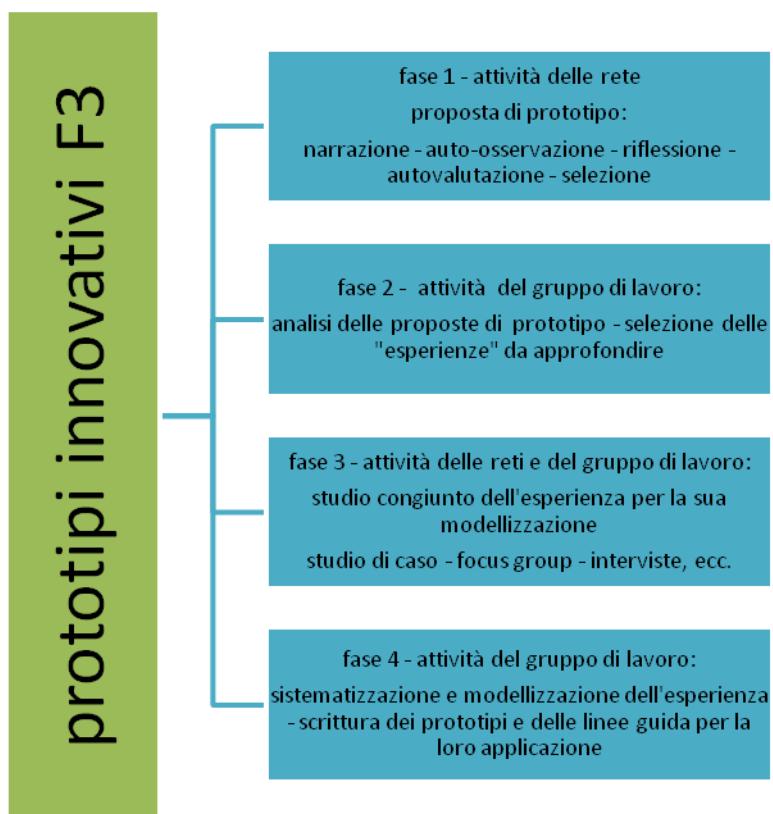 prototipi innovativi F3
fase 1 - attività delle rete
proposta di prototipo:
narrazione - auto-osservazione - riflessione -
autovalutazione - selezione
fase 2 - attività del gruppo di lavoro:
analisi delle proposte di prototipo - selezione delle
"esperienze" da approfondire
fase 3 - attività delle reti e del gruppo di lavoro:
studio congiunto dell'esperienza per la sua
modellizzazione
studio di caso - focus group - interviste, ecc.
fase 4 - attività del gruppo di lavoro:
sistematizzazione e modellizzazione dell'esperienza
- scrittura dei prototipi e delle linee guida per la
loro applicazione